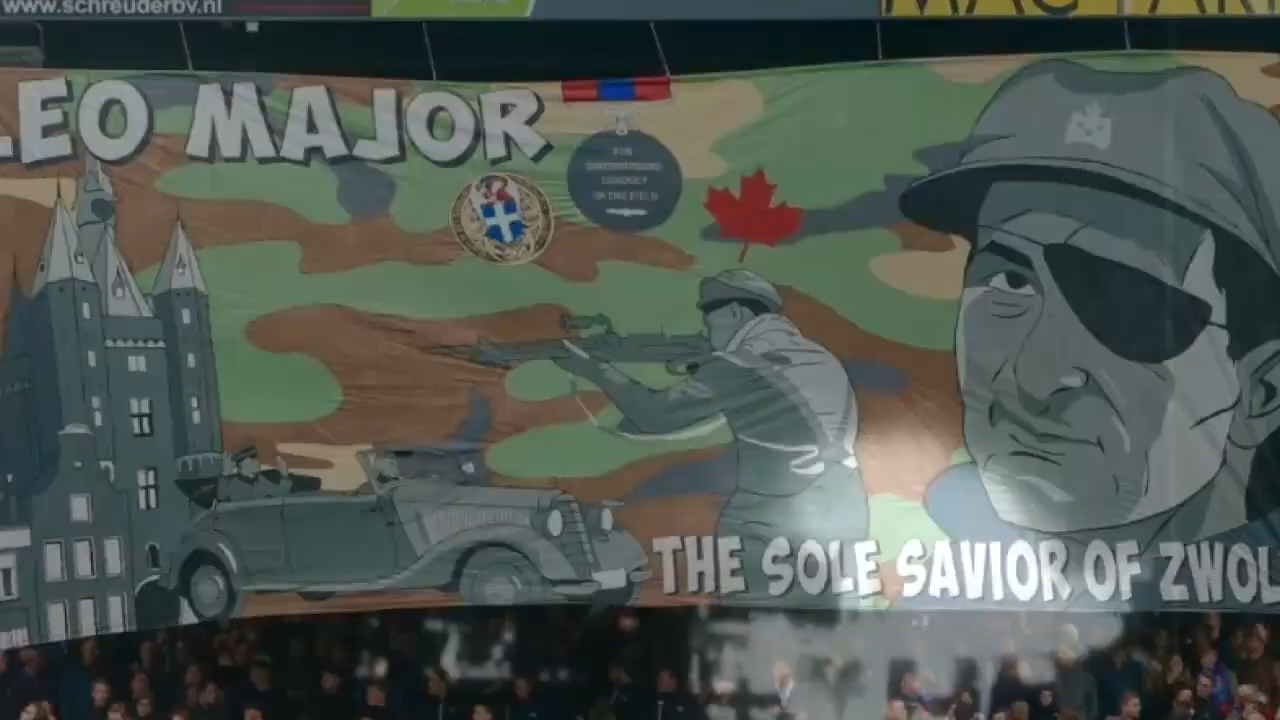 www.schreuderbv.nl
LEO MAJOR
FOR
DISTINGUISHED
CONDUCT
IN THE FIELD
THE SOLE SAVIOR OF ZWOL